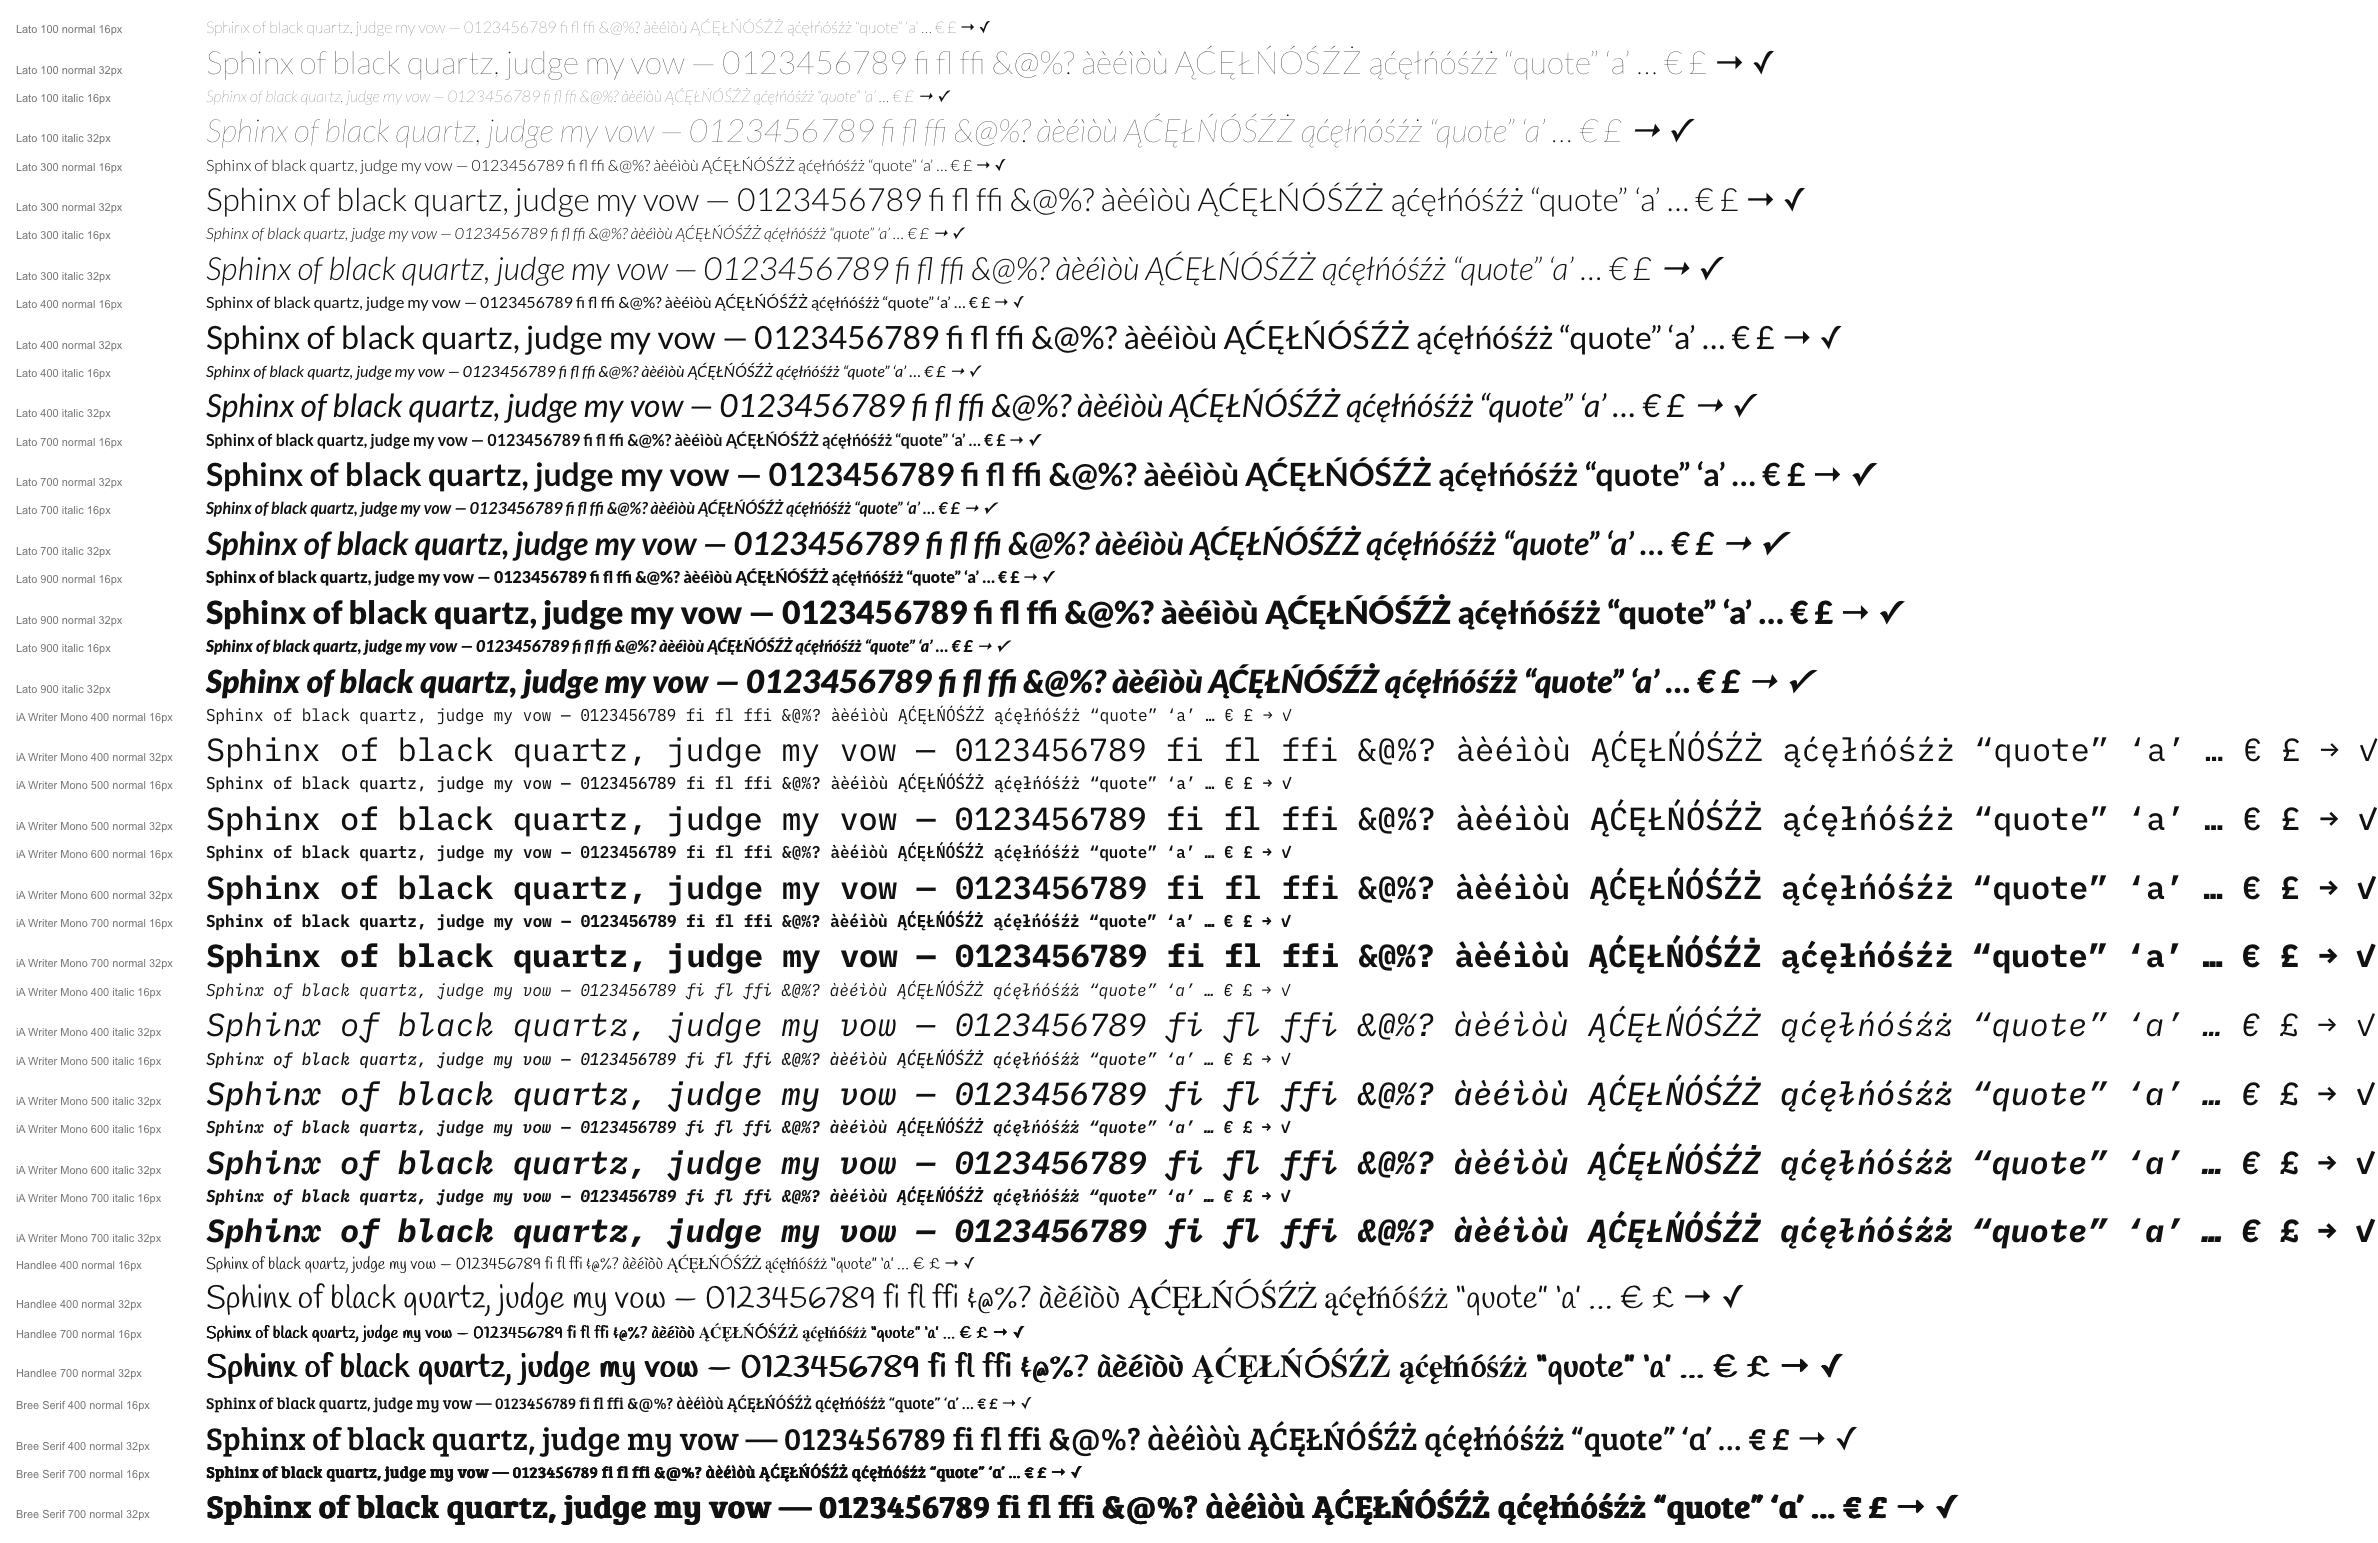 Lato 100 normal 16px Sphinx of black quartz, judge my vow — 0123456789 fi fl ffi &@%? àèéìòù ĄĆĘŁŃÓŚŹŻ ąćęłńóśźż “quote” ‘a’ … € £ → ✓
Lato 100 normal 32px Sphinx of black quartz, judge my vow — 0123456789 fi fl ffi &@%? àèéìòù ĄĆĘŁŃÓŚŹŻ ąćęłńóśźż “quote” ‘a’ … € £ → ✓
Lato 100 italic 16px Sphinx of black quartz, judge my vow — 0123456789 fi fl ffi &@%? àèéìòù ĄĆĘŁŃÓŚŹŻ ąćęłńóśźż “quote” ‘a’ … € £ → ✓
Lato 100 italic 32px Sphinx of black quartz, judge my vow — 0123456789 fi fl ffi &@%? àèéìòù ĄĆĘŁŃÓŚŹŻ ąćęłńóśźż “quote” ‘a’ … € £ → ✓
Lato 300 normal 16px Sphinx of black quartz, judge my vow — 0123456789 fi fl ffi &@%? àèéìòù ĄĆĘŁŃÓŚŹŻ ąćęłńóśźż “quote” ‘a’ … € £ → ✓
Lato 300 normal 32px Sphinx of black quartz, judge my vow — 0123456789 fi fl ffi &@%? àèéìòù ĄĆĘŁŃÓŚŹŻ ąćęłńóśźż “quote” ‘a’ … € £ → ✓
Lato 300 italic 16px Sphinx of black quartz, judge my vow — 0123456789 fi fl ffi &@%? àèéìòù ĄĆĘŁŃÓŚŹŻ ąćęłńóśźż “quote” ‘a’ … € £ → ✓
Lato 300 italic 32px Sphinx of black quartz, judge my vow — 0123456789 fi fl ffi &@%? àèéìòù ĄĆĘŁŃÓŚŹŻ ąćęłńóśźż “quote” ‘a’ … € £ → ✓
Lato 400 normal 16px Sphinx of black quartz, judge my vow — 0123456789 fi fl ffi &@%? àèéìòù ĄĆĘŁŃÓŚŹŻ ąćęłńóśźż “quote” ‘a’ … € £ → ✓
Lato 400 normal 32px Sphinx of black quartz, judge my vow — 0123456789 fi fl ffi &@%? àèéìòù ĄĆĘŁŃÓŚŹŻ ąćęłńóśźż “quote” ‘a’ … € £ → ✓
Lato 400 italic 16px Sphinx of black quartz, judge my vow — 0123456789 fi fl ffi &@%? àèéìòù ĄĆĘŁŃÓŚŹŻ ąćęłńóśźż “quote” ‘a’ … € £ → ✓
Lato 400 italic 32px Sphinx of black quartz, judge my vow — 0123456789 fi fl ffi &@%? àèéìòù ĄĆĘŁŃÓŚŹŻ ąćęłńóśźż “quote” ‘a’ … € £ → ✓
Lato 700 normal 16px Sphinx of black quartz, judge my vow — 0123456789 fi fl ffi &@%? àèéìòù ĄĆĘŁŃÓŚŹŻ ąćęłńóśźż “quote” ‘a’ … € £ → ✓
Lato 700 normal 32px Sphinx of black quartz, judge my vow — 0123456789 fi fl ffi &@%? àèéìòù ĄĆĘŁŃÓŚŹŻ ąćęłńóśźż “quote” ‘a’ … € £ → ✓
Lato 700 italic 16px Sphinx of black quartz, judge my vow — 0123456789 fi fl ffi &@%? àèéìòù ĄĆĘŁŃÓŚŹŻ ąćęłńóśźż “quote” ‘a’ … € £ → ✓
Lato 700 italic 32px Sphinx of black quartz, judge my vow — 0123456789 fi fl ffi &@%? àèéìòù ĄĆĘŁŃÓŚŹŻ ąćęłńóśźż “quote” ‘a’ … € £ → ✓
Lato 900 normal 16px Sphinx of black quartz, judge my vow — 0123456789 fi fl ffi &@%? àèéìòù ĄĆĘŁŃÓŚŹŻ ąćęłńóśźż “quote” ‘a’ … € £ → ✓
Lato 900 normal 32px Sphinx of black quartz, judge my vow — 0123456789 fi fl ffi &@%? àèéìòù ĄĆĘŁŃÓŚŹŻ ąćęłńóśźż “quote” ‘a’ … € £ → ✓
Lato 900 italic 16px Sphinx of black quartz, judge my vow — 0123456789 fi fl ffi &@%? àèéìòù ĄĆĘŁŃÓŚŹŻ ąćęłńóśźż “quote” ‘a’ … € £ → ✓
Lato 900 italic 32px Sphinx of black quartz, judge my vow — 0123456789 fi fl ffi &@%? àèéìòù ĄĆĘŁŃÓŚŹŻ ąćęłńóśźż “quote” ‘a’ … € £ → ✓
iA Writer Mono 400 normal 16px Sphinx of black quartz, judge my vow — 0123456789 fi fl ffi &@%? àèéìòù ĄĆĘŁŃÓŚŹŻ ąćęłńóśźż “quote” ‘a’ … € £ → ✓
iA Writer Mono 400 normal 32px Sphinx of black quartz, judge my vow — 0123456789 fi fl ffi &@%? àèéìòù ĄĆĘŁŃÓŚŹŻ ąćęłńóśźż “quote” ‘a’ … € £ → ✓
iA Writer Mono 500 normal 16px Sphinx of black quartz, judge my vow — 0123456789 fi fl ffi &@%? àèéìòù ĄĆĘŁŃÓŚŹŻ ąćęłńóśźż “quote” ‘a’ … € £ → ✓
iA Writer Mono 500 normal 32px Sphinx of black quartz, judge my vow — 0123456789 fi fl ffi &@%? àèéìòù ĄĆĘŁŃÓŚŹŻ ąćęłńóśźż “quote” ‘a’ … € £ → ✓
iA Writer Mono 600 normal 16px Sphinx of black quartz, judge my vow — 0123456789 fi fl ffi &@%? àèéìòù ĄĆĘŁŃÓŚŹŻ ąćęłńóśźż “quote” ‘a’ … € £ → ✓
iA Writer Mono 600 normal 32px Sphinx of black quartz, judge my vow — 0123456789 fi fl ffi &@%? àèéìòù ĄĆĘŁŃÓŚŹŻ ąćęłńóśźż “quote” ‘a’ … € £ → ✓
iA Writer Mono 700 normal 16px Sphinx of black quartz, judge my vow — 0123456789 fi fl ffi &@%? àèéìòù ĄĆĘŁŃÓŚŹŻ ąćęłńóśźż “quote” ‘a’ … € £ → ✓
iA Writer Mono 700 normal 32px Sphinx of black quartz, judge my vow — 0123456789 fi fl ffi &@%? àèéìòù ĄĆĘŁŃÓŚŹŻ ąćęłńóśźż “quote” ‘a’ … € £ → ✓
iA Writer Mono 400 italic 16px Sphinx of black quartz, judge my vow — 0123456789 fi fl ffi &@%? àèéìòù ĄĆĘŁŃÓŚŹŻ ąćęłńóśźż “quote” ‘a’ … € £ → ✓
iA Writer Mono 400 italic 32px Sphinx of black quartz, judge my vow — 0123456789 fi fl ffi &@%? àèéìòù ĄĆĘŁŃÓŚŹŻ ąćęłńóśźż “quote” ‘a’ … € £ → ✓
iA Writer Mono 500 italic 16px Sphinx of black quartz, judge my vow — 0123456789 fi fl ffi &@%? àèéìòù ĄĆĘŁŃÓŚŹŻ ąćęłńóśźż “quote” ‘a’ … € £ → ✓
iA Writer Mono 500 italic 32px Sphinx of black quartz, judge my vow — 0123456789 fi fl ffi &@%? àèéìòù ĄĆĘŁŃÓŚŹŻ ąćęłńóśźż “quote” ‘a’ … € £ → ✓
iA Writer Mono 600 italic 16px Sphinx of black quartz, judge my vow — 0123456789 fi fl ffi &@%? àèéìòù ĄĆĘŁŃÓŚŹŻ ąćęłńóśźż “quote” ‘a’ … € £ → ✓
iA Writer Mono 600 italic 32px Sphinx of black quartz, judge my vow — 0123456789 fi fl ffi &@%? àèéìòù ĄĆĘŁŃÓŚŹŻ ąćęłńóśźż “quote” ‘a’ … € £ → ✓
iA Writer Mono 700 italic 16px Sphinx of black quartz, judge my vow — 0123456789 fi fl ffi &@%? àèéìòù ĄĆĘŁŃÓŚŹŻ ąćęłńóśźż “quote” ‘a’ … € £ → ✓
iA Writer Mono 700 italic 32px Sphinx of black quartz, judge my vow — 0123456789 fi fl ffi &@%? àèéìòù ĄĆĘŁŃÓŚŹŻ ąćęłńóśźż “quote” ‘a’ … € £ → ✓
Handlee 400 normal 16px Sphinx of black quartz, judge my vow — 0123456789 fi fl ffi &@%? àèéìòù ĄĆĘŁŃÓŚŹŻ ąćęłńóśźż “quote” ‘a’ … € £ → ✓
Handlee 400 normal 32px Sphinx of black quartz, judge my vow — 0123456789 fi fl ffi &@%? àèéìòù ĄĆĘŁŃÓŚŹŻ ąćęłńóśźż “quote” ‘a’ … € £ → ✓
Handlee 700 normal 16px Sphinx of black quartz, judge my vow — 0123456789 fi fl ffi &@%? àèéìòù ĄĆĘŁŃÓŚŹŻ ąćęłńóśźż “quote” ‘a’ … € £ → ✓
Handlee 700 normal 32px Sphinx of black quartz, judge my vow — 0123456789 fi fl ffi &@%? àèéìòù ĄĆĘŁŃÓŚŹŻ ąćęłńóśźż “quote” ‘a’ … € £ → ✓
Bree Serif 400 normal 16px Sphinx of black quartz, judge my vow — 0123456789 fi fl ffi &@%? àèéìòù ĄĆĘŁŃÓŚŹŻ ąćęłńóśźż “quote” ‘a’ … € £ → ✓
Bree Serif 400 normal 32px Sphinx of black quartz, judge my vow — 0123456789 fi fl ffi &@%? àèéìòù ĄĆĘŁŃÓŚŹŻ ąćęłńóśźż “quote” ‘a’ … € £ → ✓
Bree Serif 700 normal 16px Sphinx of black quartz, judge my vow — 0123456789 fi fl ffi &@%? àèéìòù ĄĆĘŁŃÓŚŹŻ ąćęłńóśźż “quote” ‘a’ … € £ → ✓
Bree Serif 700 normal 32px Sphinx of black quartz, judge my vow — 0123456789 fi fl ffi &@%? àèéìòù ĄĆĘŁŃÓŚŹŻ ąćęłńóśźż “quote” ‘a’ … € £ → ✓